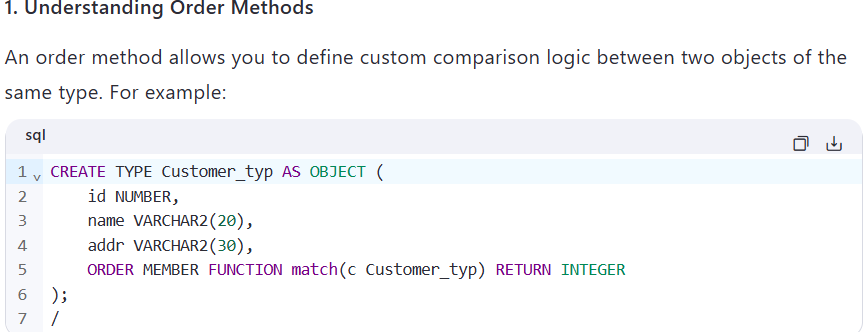 1. Understanding Order Methods
An order method allows you to define custom comparison logic between two objects of the
same type. For example:
sql
1 CREATE TYPE Customer_typ AS OBJECT (
2     id NUMBER,
3     name VARCHAR2(20),
4     addr VARCHAR2(30),
5     ORDER MEMBER FUNCTION match(c Customer_typ) RETURN INTEGER
6 );
7 /